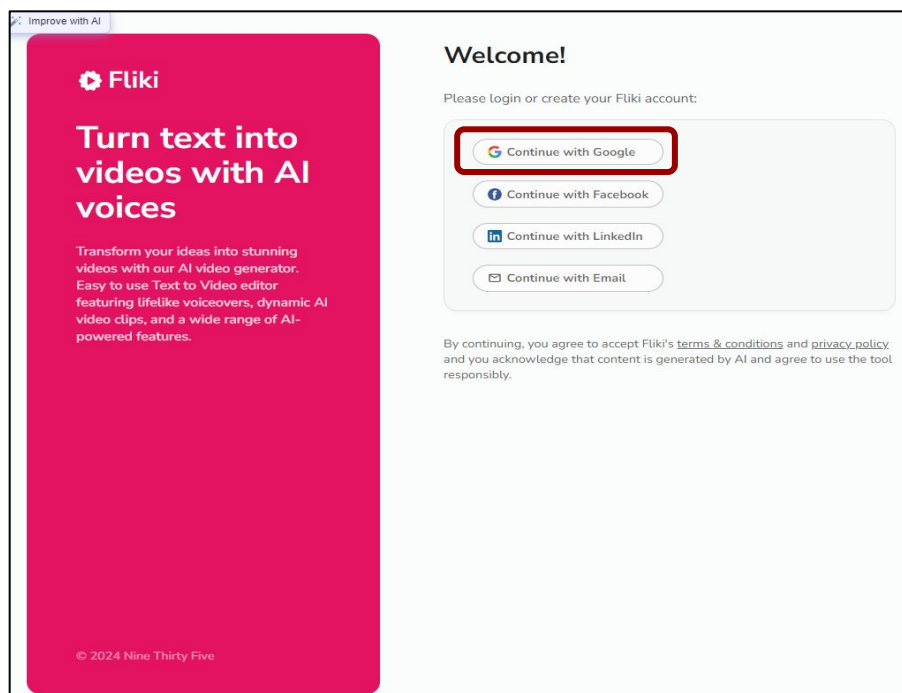 Improve with AI
Fliki
Turn text into
videos with AI
voices
Transform your ideas into stunning
videos with our AI video generator.
Easy to use Text to Video editor
featuring lifelike voiceovers, dynamic AI
video clips, and a wide range of AI-
powered features.
© 2024 Nine Thirty Five
Welcome!
Please login or create your Fliki account:
Continue with Google
Continue with Facebook
Continue with LinkedIn
Continue with Email
By continuing, you agree to accept Fliki's terms & conditions and privacy policy
and you acknowledge that content is generated by AI and agree to use the tool
responsibly.